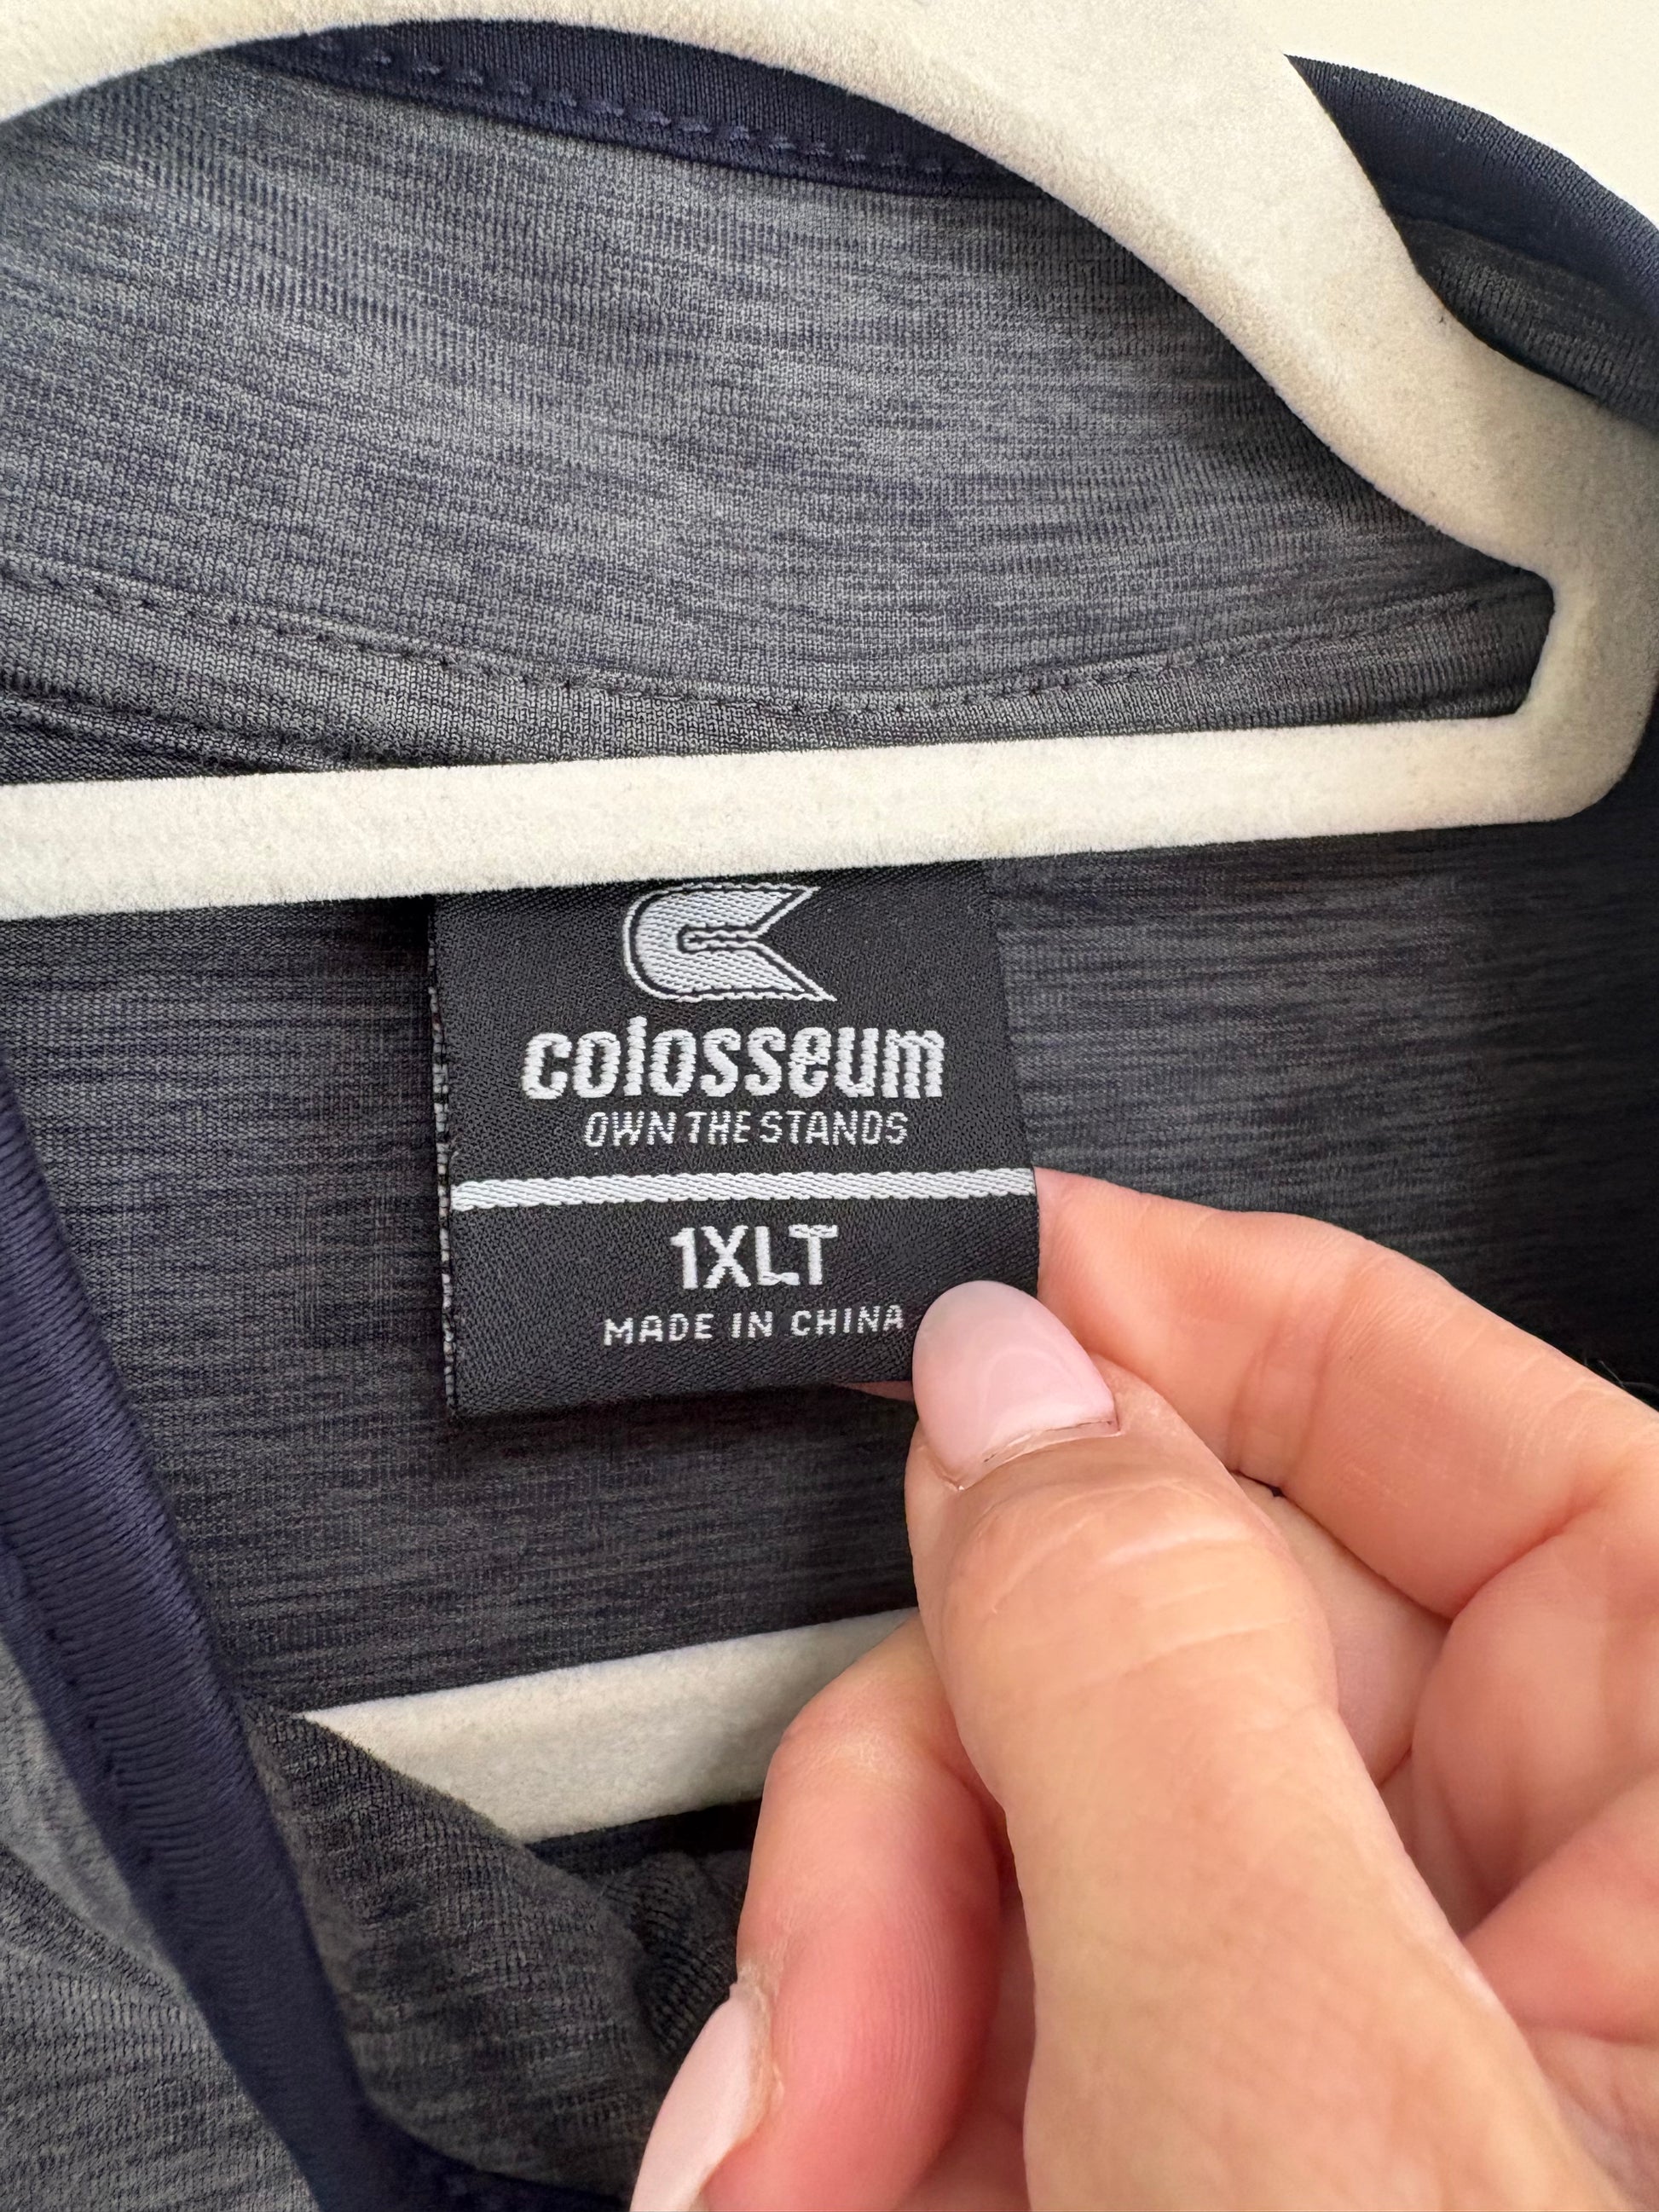 colosseum
OWN THE STANDS
1XLT
MADE IN CHINA